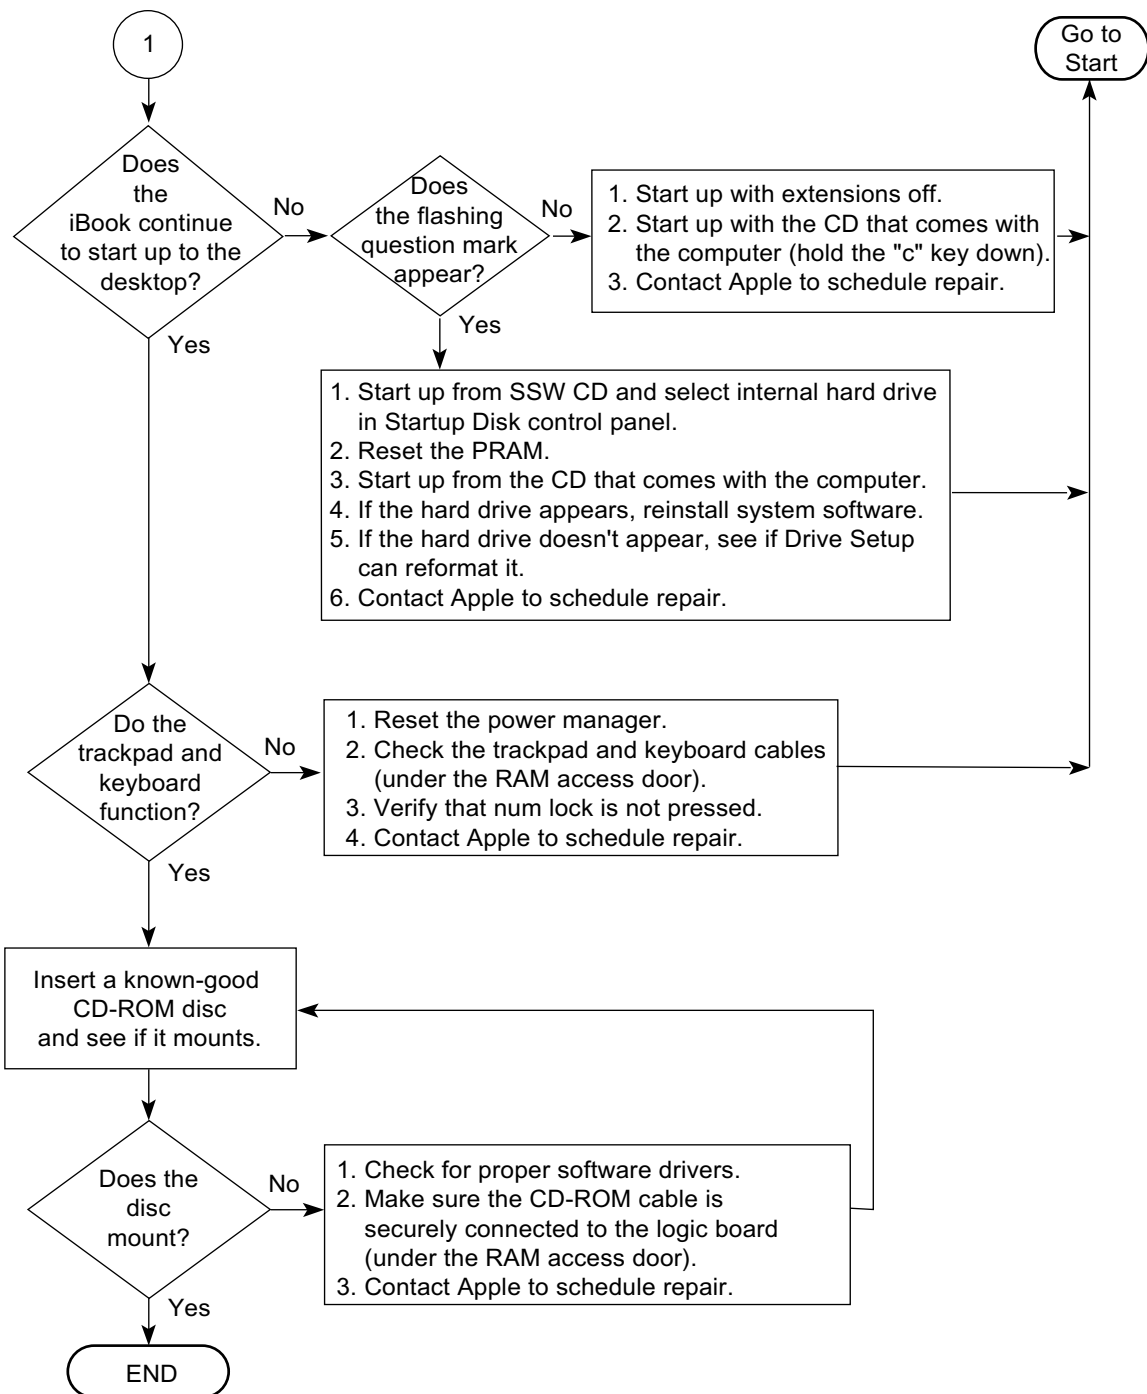 1
Go to
Start
Does
the
iBook continue
to start up to the
desktop?
No
Yes
Does
the flashing
question mark
appear?
No
Yes
1. Start up with extensions off.
2. Start up with the CD that comes with
the computer (hold the "c" key down).
3. Contact Apple to schedule repair.
1. Start up from SSW CD and select internal hard drive
in Startup Disk control panel.
2. Reset the PRAM.
3. Start up from the CD that comes with the computer.
4. If the hard drive appears, reinstall system software.
5. If the hard drive doesn't appear, see if Drive Setup
can reformat it.
6. Contact Apple to schedule repair.
Do the
trackpad and
keyboard
function?
No
Yes
1. Reset the power manager.
2. Check the trackpad and keyboard cables
(under the RAM access door).
3. Verify that num lock is not pressed.
4. Contact Apple to schedule repair.
Insert a known-good
CD-ROM disc
and see if it mounts.
Does the
disc
mount?
No
Yes
1. Check for proper software drivers.
2. Make sure the CD-ROM cable is
securely connected to the logic board
(under the RAM access door).
3. Contact Apple to schedule repair.
END